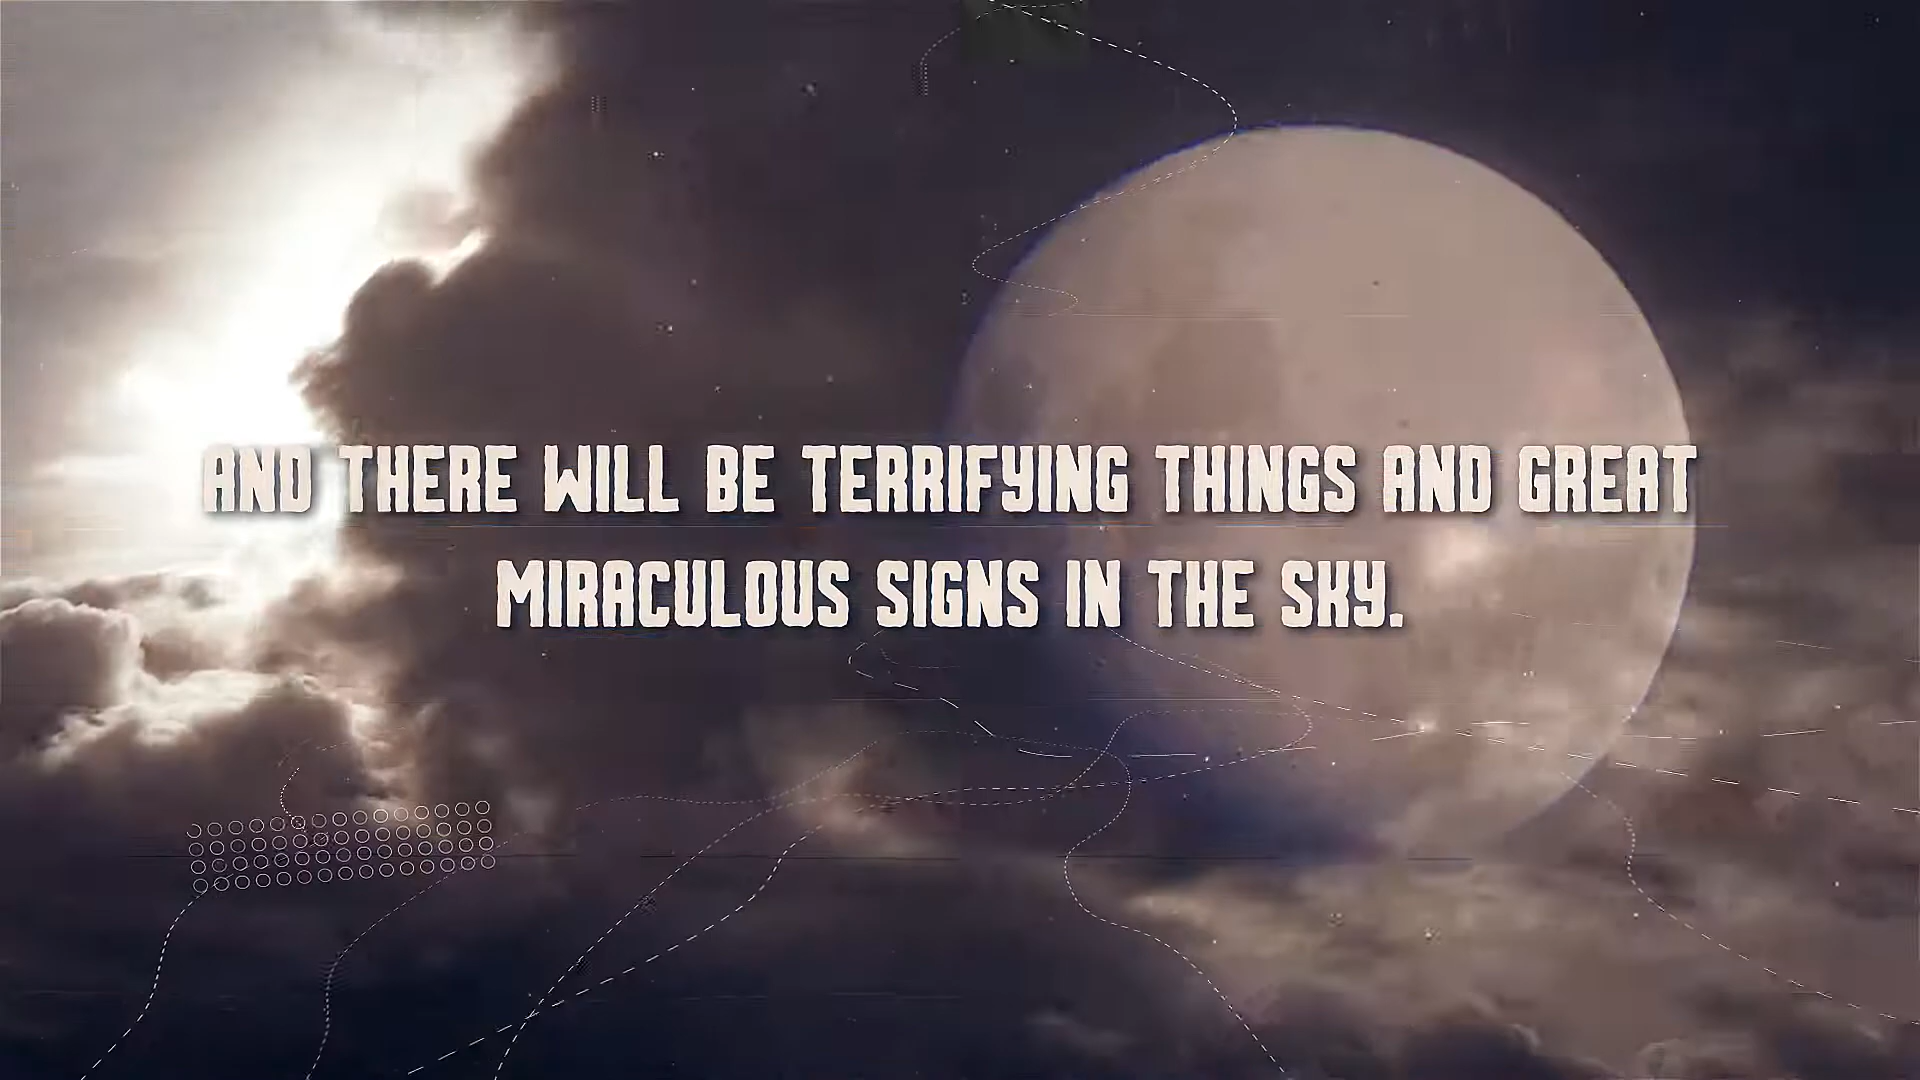 AND THERE WILL BE TERRIFYING THINGS AND GREAT
MIRACULOUS SIGNS IN THE SKY.